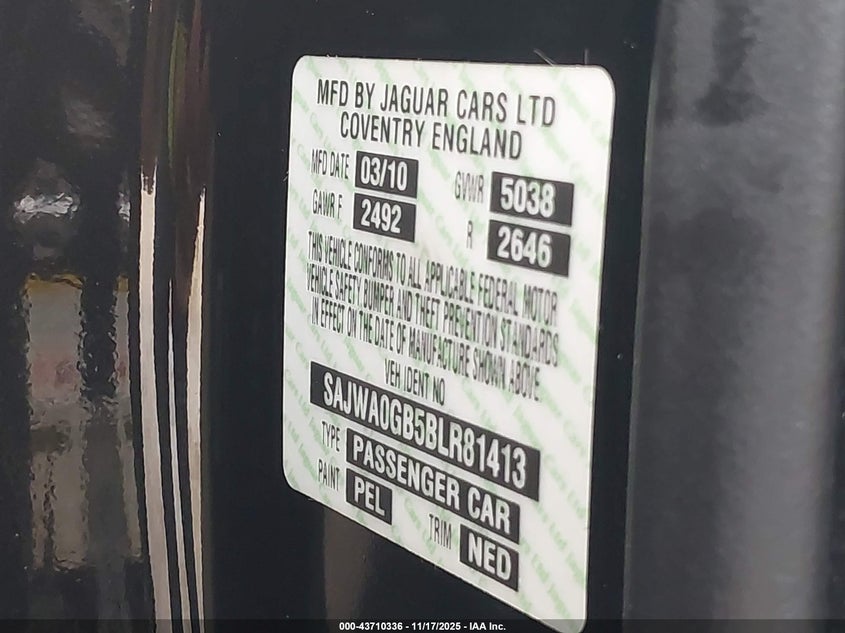 MFD BY JAGUAR CARS LTD
COVENTRY ENGLAND
MFD DATE 03/10 GVWR 5038
GAWR F 2492 R 2646
THIS VEHICLE CONFORMS TO ALL APPLICABLE FEDERAL MOTOR
VEHICLE SAFETY, BUMPER AND THEFT PREVENTION STANDARDS
IN EFFECT ON THE DATE OF MANUFACTURE SHOWN ABOVE
VEH IDENT NO
SAJWA0GB5BLR81413
TYPE PASSENGER CAR
PAINT PEL TRIM NED
000-43710336 - 11/17/2025 - IAA Inc.